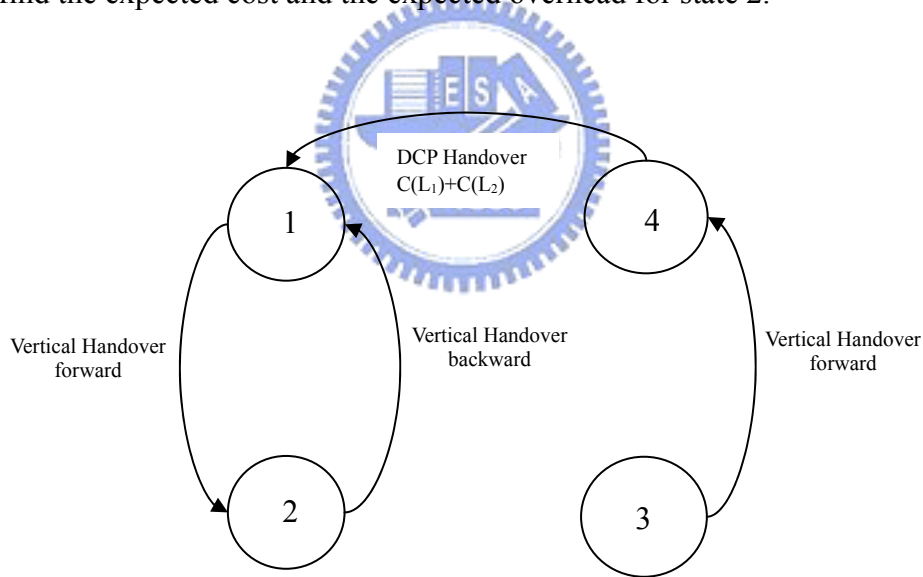 find the expected cost and the expected overhead for state 2.
E S A
DCP Handover
C(L₁)+C(L₂)
1
4
Vertical Handover
forward
Vertical Handover
backward
Vertical Handover
forward
2
3